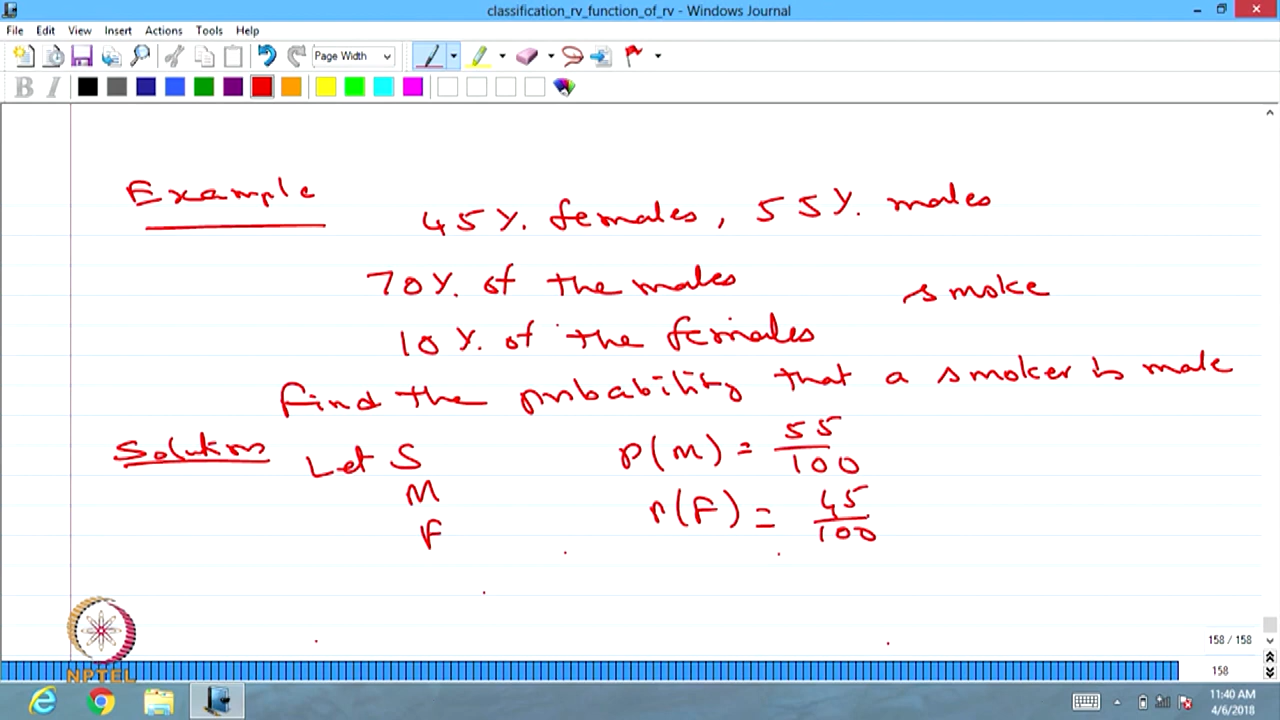 classification_rv_function_of_rv - Windows Journal
File Edit View Insert Actions Tools Help
Page Width
B I
Example
45%. females, 55%. males
70%. of the males
smoke
10%. of the females
find the probability that a smoker is male
Solution Let S P(M) = 55/100
M
P(F) = 45/100
F
158 / 158
NPTEL
158
11:40 AM
4/6/2018